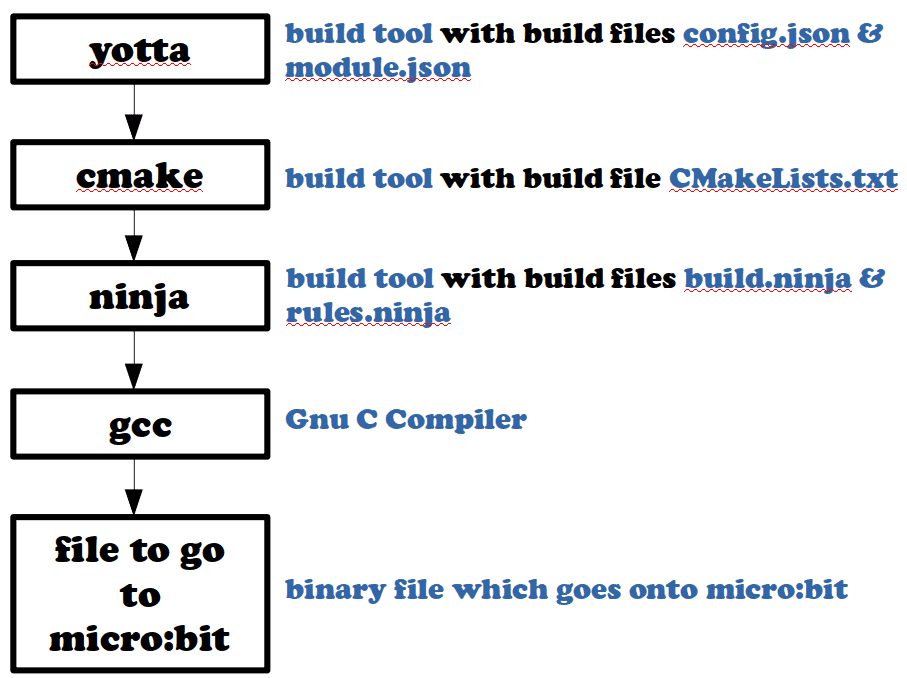 yotta
build tool with build files config.json &
module.json
cmake
build tool with build file CMakeLists.txt
ninja
build tool with build files build.ninja &
rules.ninja
gcc
Gnu C Compiler
file to go
to
micro:bit
binary file which goes onto micro:bit